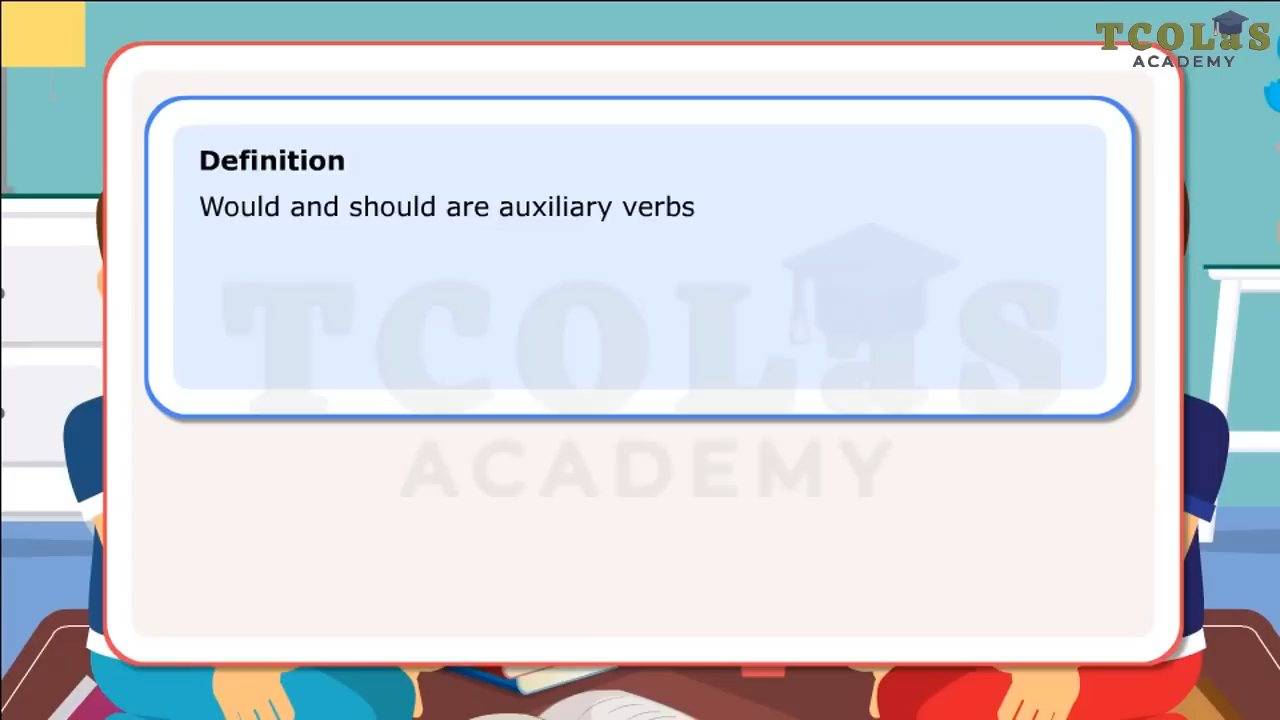 TCOLaS
ACADEMY
Definition
Would and should are auxiliary verbs
TCOLaS
ACADEMY